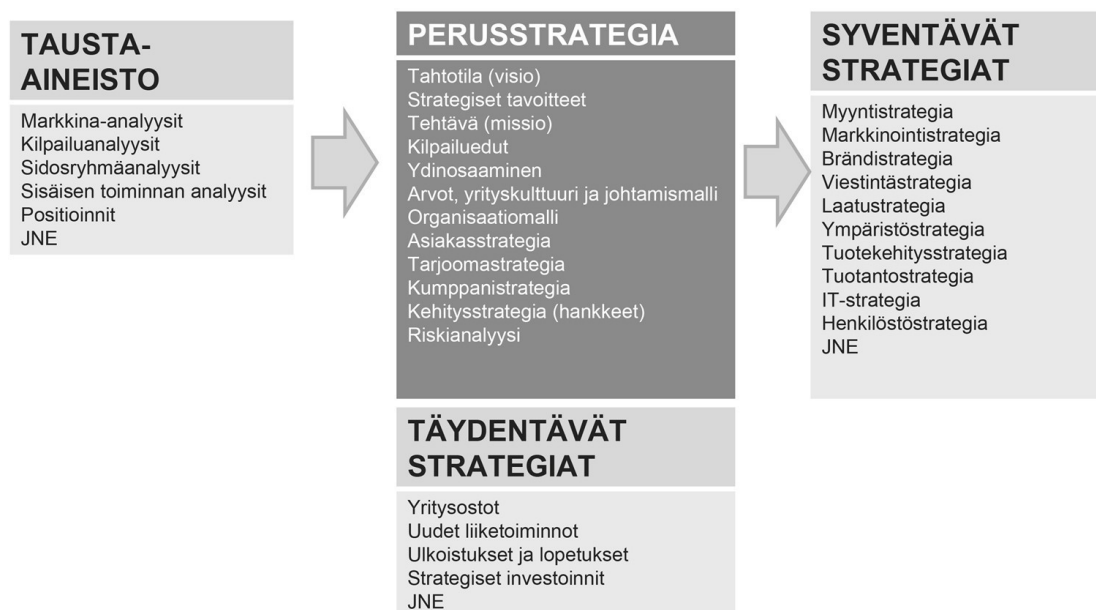 TAUSTA-
AINEISTO
Markkina-analyysit
Kilpailuanalyysit
Sidosryhmäanalyysit
Sisäisen toiminnan analyysit
Positioinnit
JNE
PERUSSTRATEGIA
Tahtotila (visio)
Strategiset tavoitteet
Tehtävä (missio)
Kilpailuedut
Ydinosaaminen
Arvot, yrityskulttuuri ja johtamismalli
Organisaatiomalli
Asiakasstrategia
Tarjoomastrategia
Kumppanistrategia
Kehitysstrategia (hankkeet)
Riskianalyysi
TÄYDENTÄVÄT
STRATEGIAT
Yritysostot
Uudet liiketoiminnot
Ulkoistukset ja lopetukset
Strategiset investoinnit
JNE
SYVENTÄVÄT
STRATEGIAT
Myyntistrategia
Markkinointistrategia
Brändistrategia
Viestintästrategia
Laatustrategia
Ympäristöstrategia
Tuotekehitysstrategia
Tuotantostrategia
IT-strategia
Henkilöstöstrategia
JNE